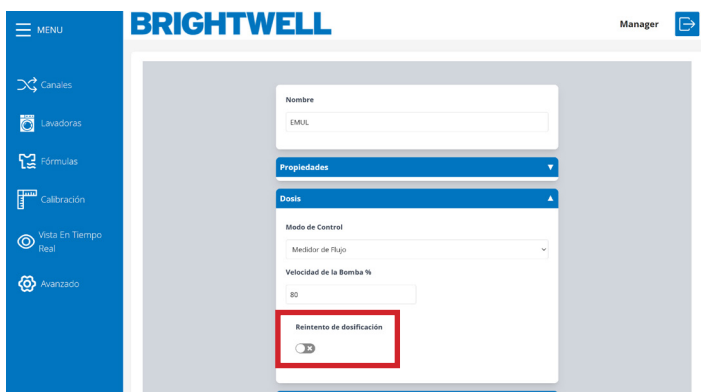 MENU
BRIGHTWELL
Manager
Canales
Lavadoras
Fórmulas
Calibración
Vista En Tiempo
Real
Avanzado
Nombre
EMUL
Propiedades
Dosis
Modo de Control
Medidor de Flujo
Velocidad de la Bomba %
80
Reintento de dosificación